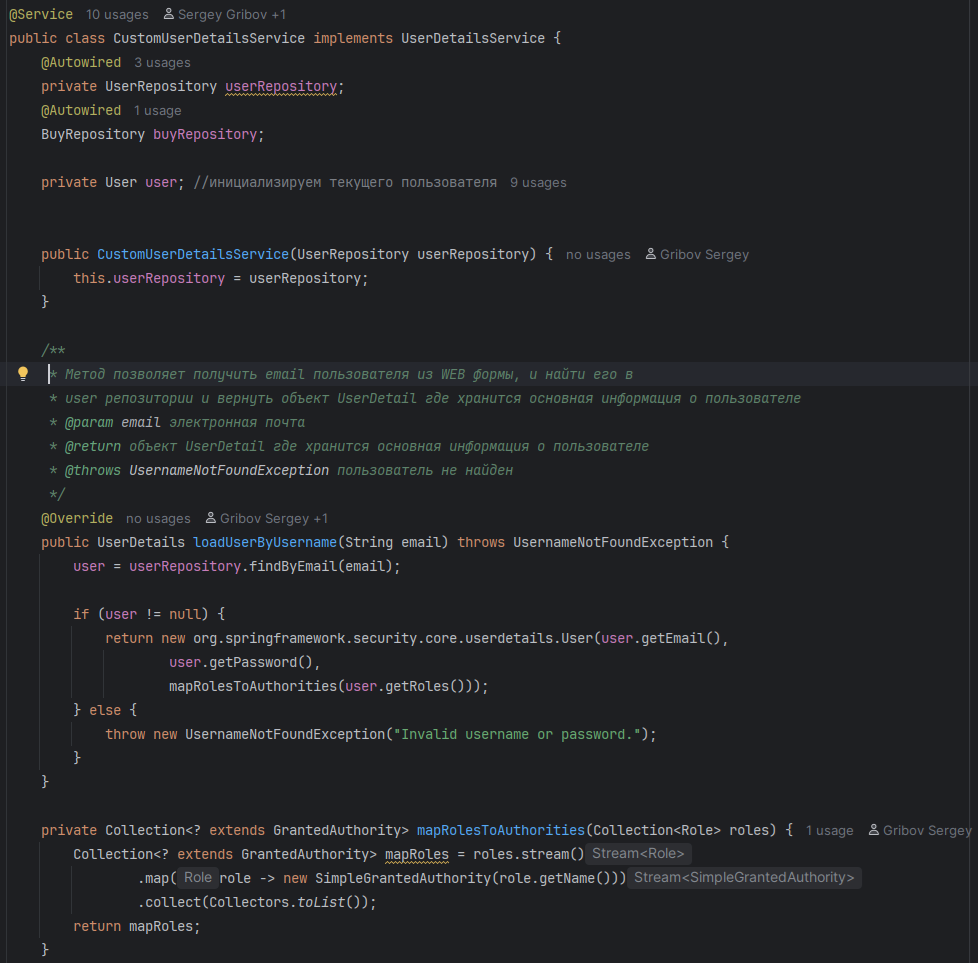 @Service 10 usages Sergey Gribov +1
public class CustomUserDetailsService implements UserDetailsService {
    @Autowired 3 usages
    private UserRepository userRepository;
    @Autowired 1 usage
    BuyRepository buyRepository;

    private User user; //инициализируем текущего пользователя 9 usages

    public CustomUserDetailsService(UserRepository userRepository) { no usages Gribov Sergey
        this.userRepository = userRepository;
    }

    /**
     * Метод позволяет получить email пользователя из WEB формы, и найти его в
     * user репозитории и вернуть объект UserDetail где хранится основная информация о пользователе
     * @param email электронная почта
     * @return объект UserDetail где хранится основная информация о пользователе
     * @throws UsernameNotFoundException пользователь не найден
     */
    @Override no usages Gribov Sergey +1
    public UserDetails loadUserByUsername(String email) throws UsernameNotFoundException {
        user = userRepository.findByEmail(email);

        if (user != null) {
            return new org.springframework.security.core.userdetails.User(user.getEmail(),
                    user.getPassword(),
                    mapRolesToAuthorities(user.getRoles()));
        } else {
            throw new UsernameNotFoundException("Invalid username or password.");
        }
    }

    private Collection<? extends GrantedAuthority> mapRolesToAuthorities(Collection<Role> roles) { 1 usage Gribov Sergey
        Collection<? extends GrantedAuthority> mapRoles = roles.stream() Stream<Role>
                .map( Role role -> new SimpleGrantedAuthority(role.getName())) Stream<SimpleGrantedAuthority>
                .collect(Collectors.toList());
        return mapRoles;
    }